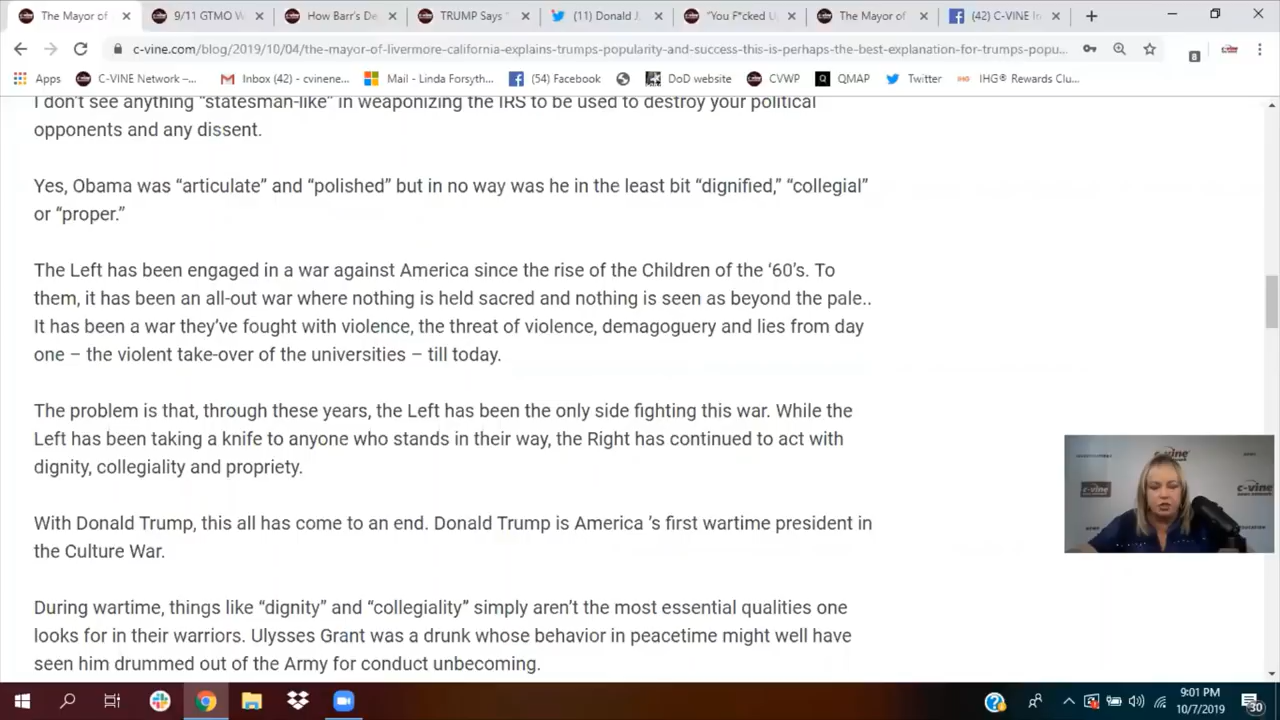 The Mayor of
9/11 GTMO W
How Barr's De
TRUMP Says "
(11) Donald J.
"You F*cked U
The Mayor of
(42) C-VINE In
c-vine.com/blog/2019/10/04/the-mayor-of-livermore-california-explains-trumps-popularity-and-success-this-is-perhaps-the-best-explanation-for-trumps-popu...
8
Apps
C-VINE Network –...
Inbox (42) - cvinene...
Mail - Linda Forsyth...
(54) Facebook
DoD website
CVWP
QMAP
Twitter
IHG® Rewards Clu...
I don't see anything “statesman-like” in weaponizing the IRS to be used to destroy your political
opponents and any dissent.
Yes, Obama was “articulate” and “polished” but in no way was he in the least bit “dignified,” “collegial”
or “proper.”
The Left has been engaged in a war against America since the rise of the Children of the ‘60’s. To
them, it has been an all-out war where nothing is held sacred and nothing is seen as beyond the pale..
It has been a war they’ve fought with violence, the threat of violence, demagoguery and lies from day
one – the violent take-over of the universities – till today.
The problem is that, through these years, the Left has been the only side fighting this war. While the
Left has been taking a knife to anyone who stands in their way, the Right has continued to act with
dignity, collegiality and propriety.
With Donald Trump, this all has come to an end. Donald Trump is America ’s first wartime president in
the Culture War.
During wartime, things like “dignity” and “collegiality” simply aren’t the most essential qualities one
looks for in their warriors. Ulysses Grant was a drunk whose behavior in peacetime might well have
seen him drummed out of the Army for conduct unbecoming.
c-vine
c-vine
c-vine
9:01 PM
10/7/2019
30